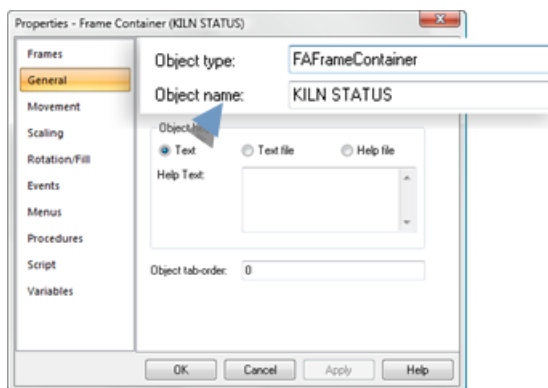 Properties - Frame Container (KILN STATUS)
Frames
General
Movement
Scaling
Rotation/Fill
Events
Menus
Procedures
Script
Variables
Object type: FAFrameContainer
Object name: KILN STATUS
Text Text file Help file
Help Text:
Object tab-order: 0
OK Cancel Apply Help